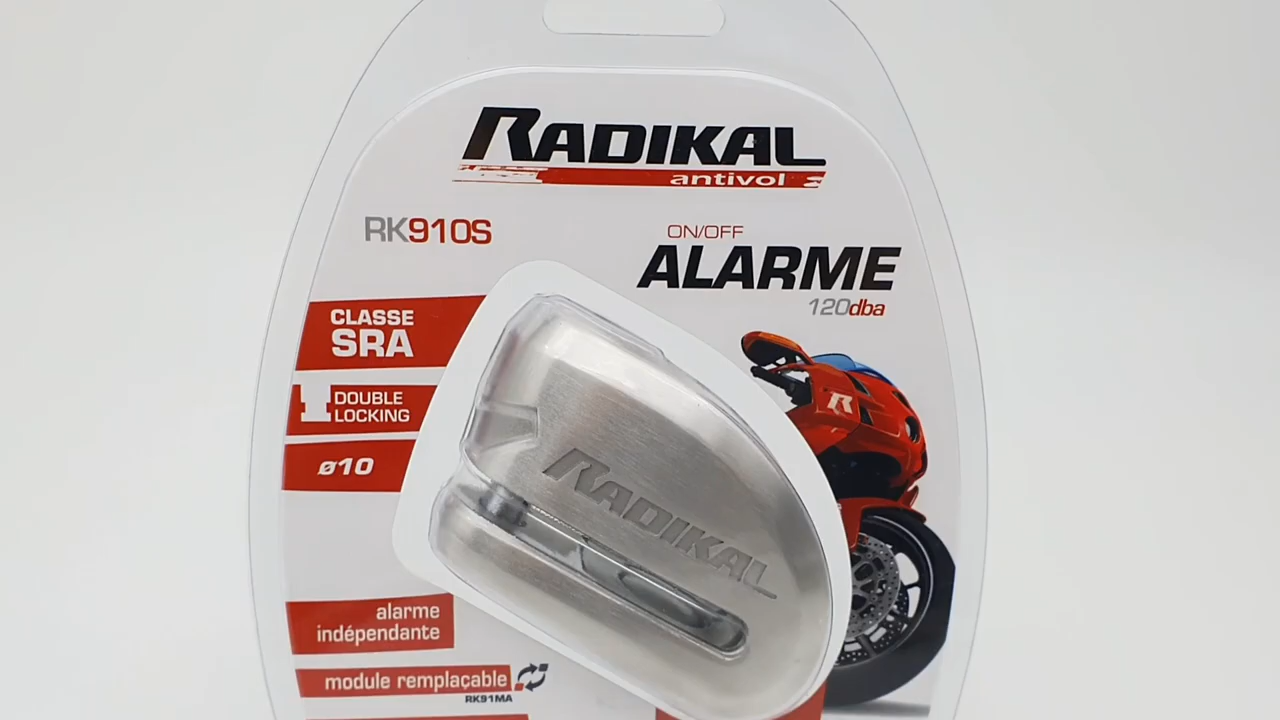 RADIKAL
antivol
RK910S
ON/OFF
ALARME
120dba
CLASSE
SRA
DOUBLE
LOCKING
ø10
R
RADIKAL
alarme
indépendante
module remplaçable
RK91MA